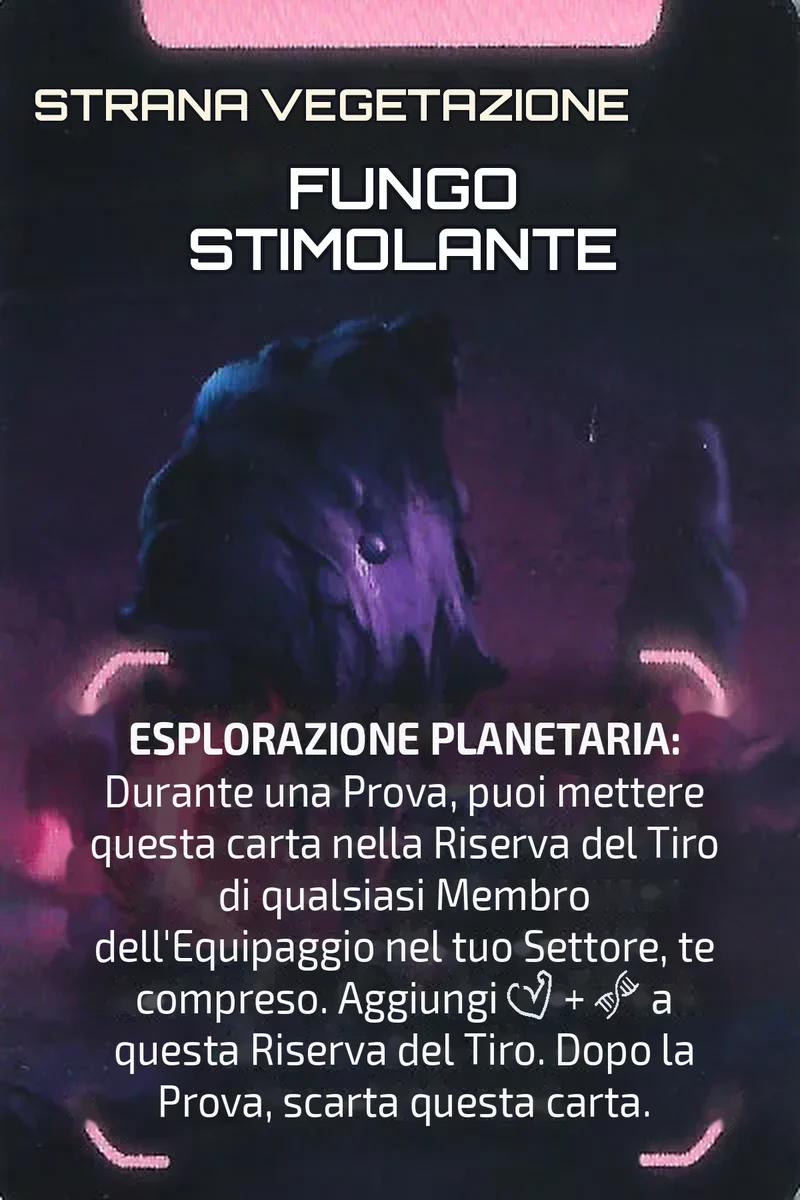 STRANA VEGETAZIONE
FUNGO
STIMOLANTE
ESPLORAZIONE PLANETARIA:
Durante una Prova, puoi mettere
questa carta nella Riserva del Tiro
di qualsiasi Membro
dell'Equipaggio nel tuo Settore, te
compreso. Aggiungi + a
questa Riserva del Tiro. Dopo la
Prova, scarta questa carta.